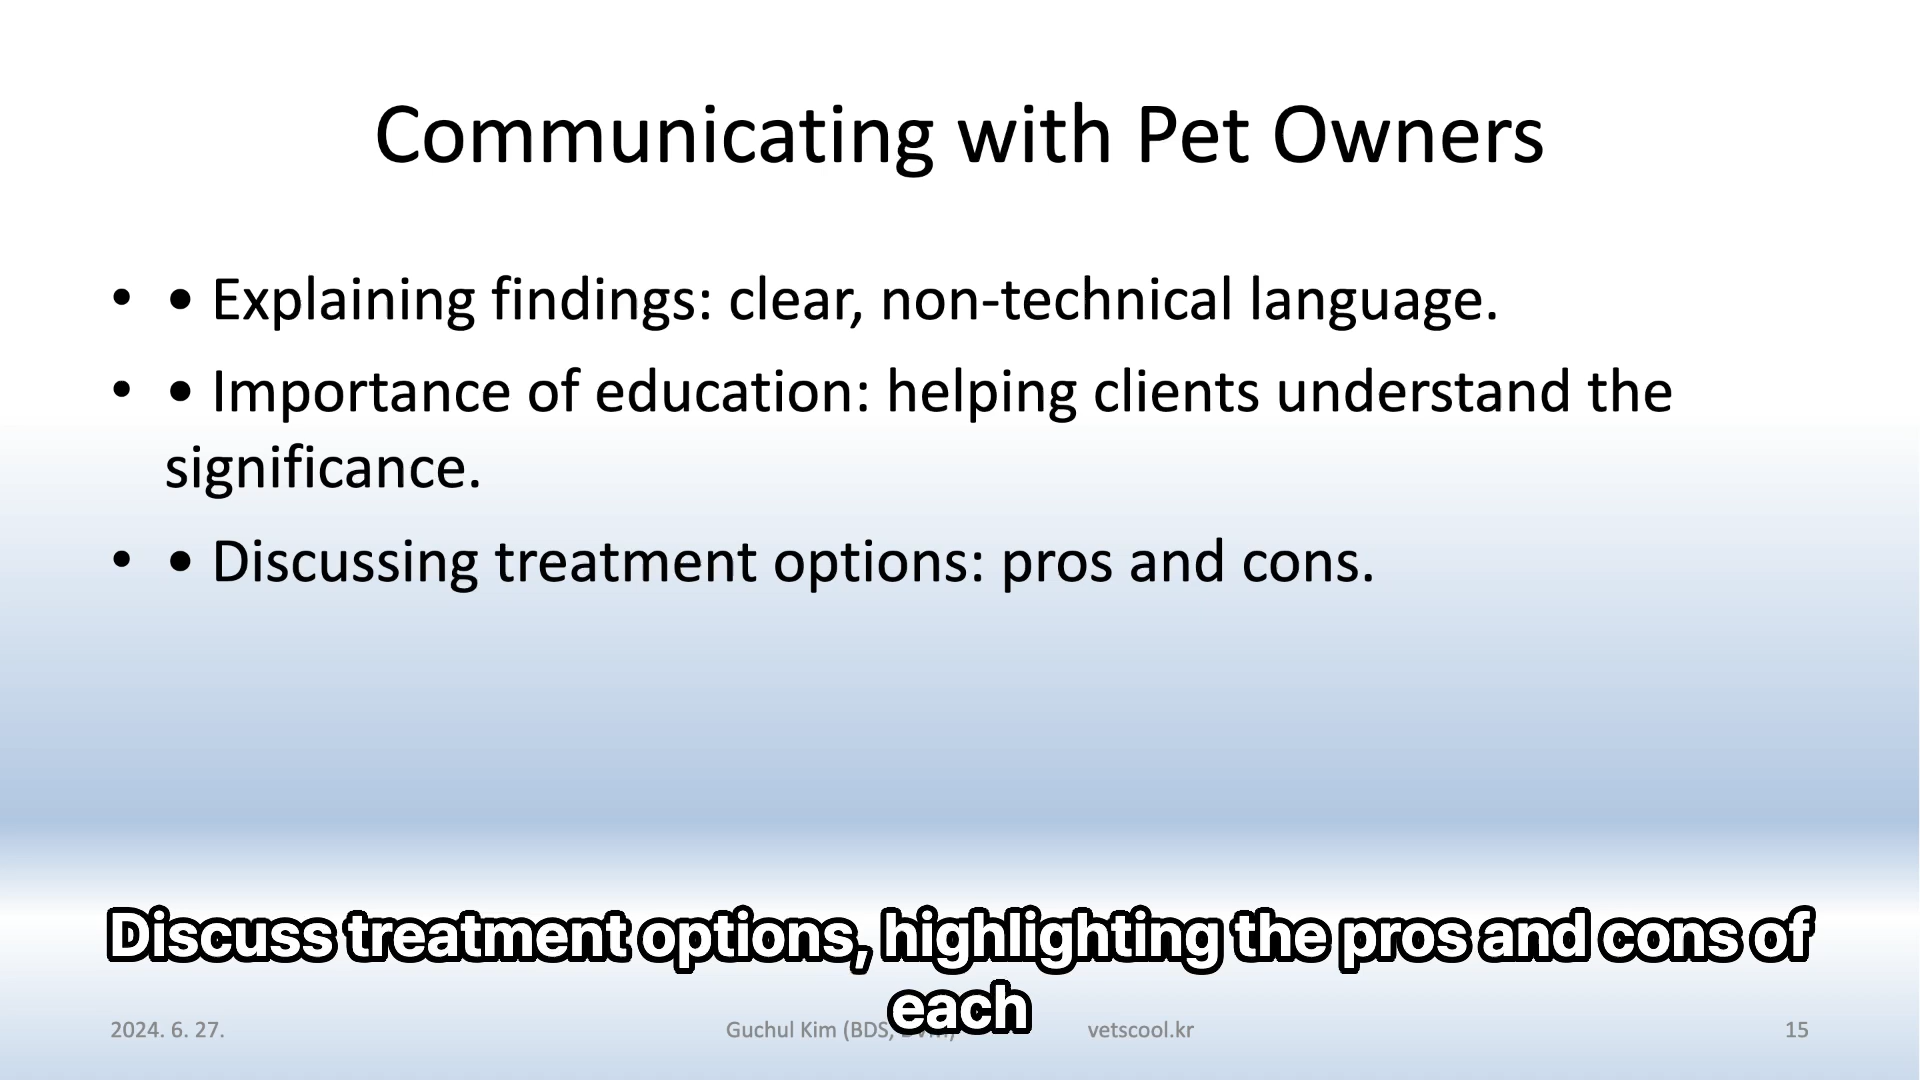 Communicating with Pet Owners
• • Explaining findings: clear, non-technical language.
• • Importance of education: helping clients understand the
significance.
• • Discussing treatment options: pros and cons.
Discuss treatment options, highlighting the pros and cons of
each
2024. 6. 27.
Guchul Kim (BDS, vetscool.kr
15